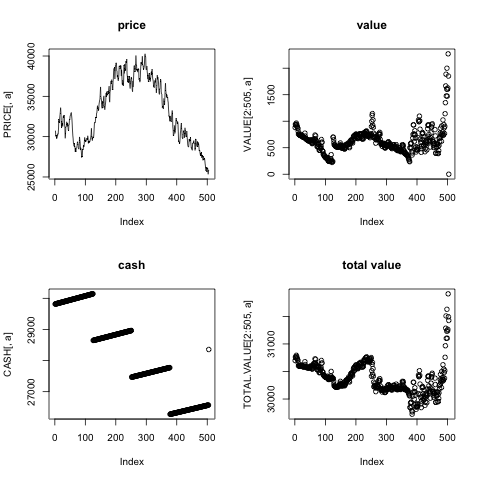 price
PRICE[, a]
25000 30000 35000 40000
0 100 200 300 400 500
Index
value
VALUE[2:505, a]
0 500 1500
0 100 200 300 400 500
Index
cash
CASH[, a]
27000 29000
0 100 200 300 400 500
Index
total value
TOTAL.VALUE[2:505, a]
30000 31000
0 100 200 300 400 500
Index